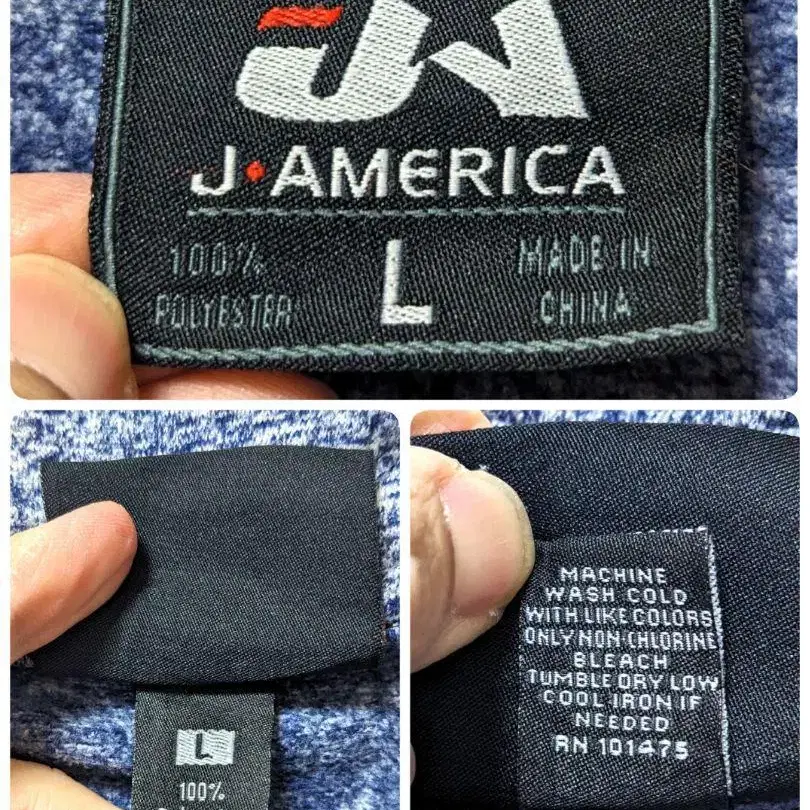 J·AMERICA
100% L MADE IN
POLYESTER CHINA
L
100%
MACHINE
WASH COLD
WITH LIKE COLORS
ONLY NON-CHLORINE
BLEACH
TUMBLE DRY LOW
COOL IRON IF
NEEDED
RN 101475